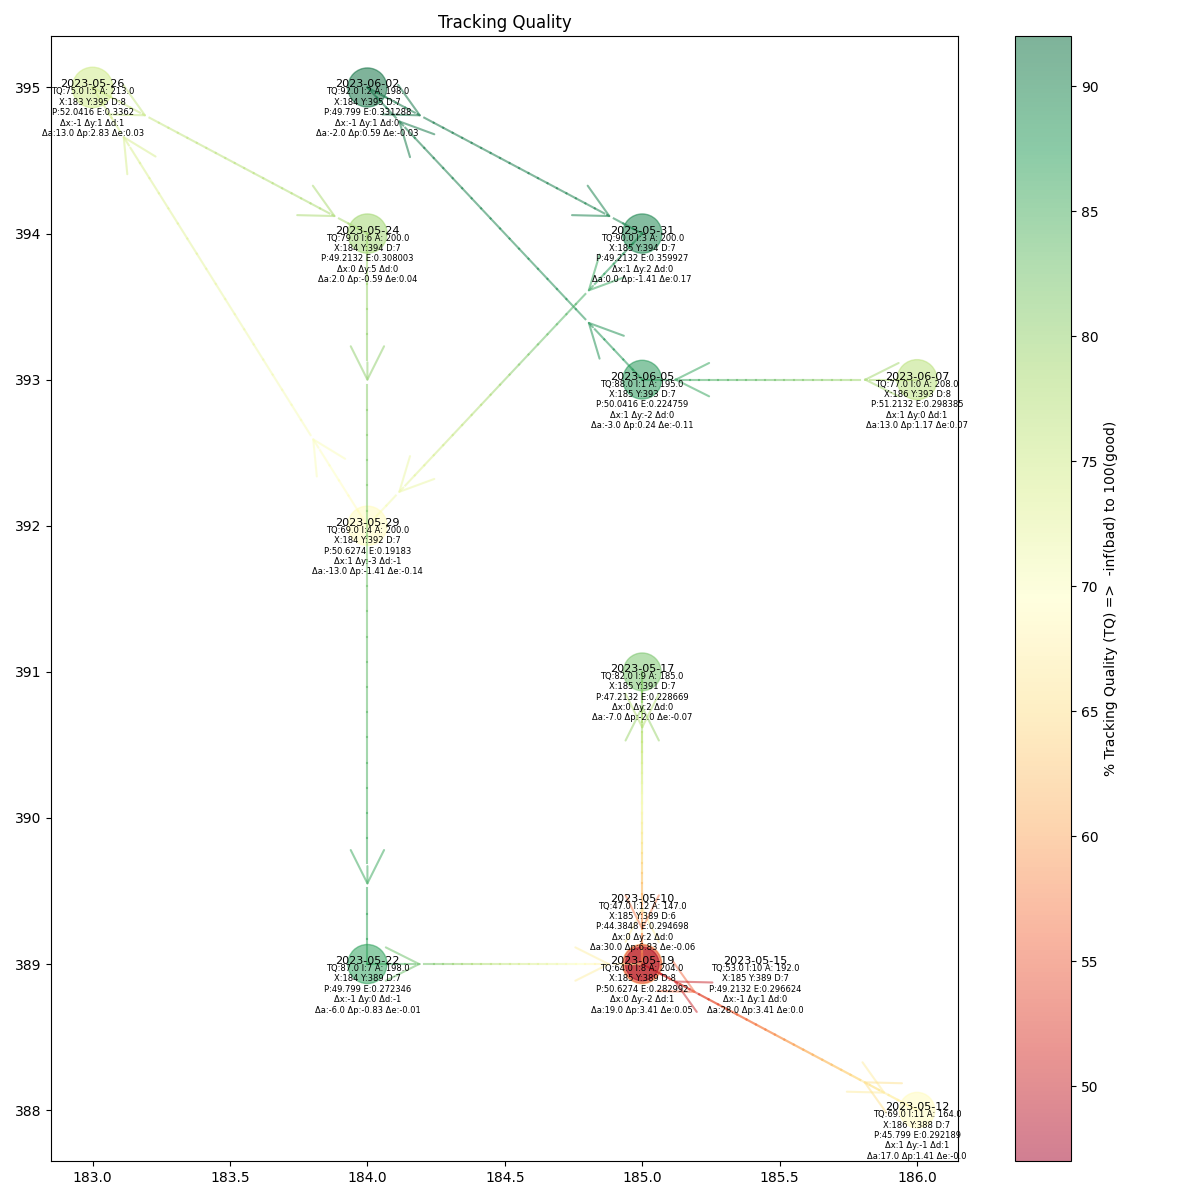 Tracking Quality
395
394
393
392
391
390
389
388
183.0
183.5
184.0
184.5
185.0
185.5
186.0
2023-05-26
TQ:75.0 I:5 A: 213.0
X:183 Y:395 D:8
P:52.0416 E:0.3362
Δx:-1 Δy:1 Δd:1
Δa:13.0 Δp:2.83 Δe:0.03
2023-06-02
TQ:92.0 I:2 A: 198.0
X:184 Y:395 D:7
P:49.799 E:0.331288
Δx:-1 Δy:1 Δd:0
Δa:-2.0 Δp:0.59 Δe:-0.03
2023-05-24
TQ:79.0 I:6 A: 200.0
X:184 Y:394 D:7
P:49.2132 E:0.308003
Δx:0 Δy:5 Δd:0
Δa:2.0 Δp:-0.59 Δe:0.04
2023-05-31
TQ:90.0 I:3 A: 200.0
X:185 Y:394 D:7
P:49.2132 E:0.359927
Δx:1 Δy:2 Δd:0
Δa:0.0 Δp:-1.41 Δe:0.17
2023-06-05
TQ:88.0 I:1 A: 195.0
X:185 Y:393 D:7
P:50.0416 E:0.224759
Δx:1 Δy:-2 Δd:0
Δa:-3.0 Δp:0.24 Δe:-0.11
2023-06-07
TQ:77.0 I:0 A: 208.0
X:186 Y:393 D:8
P:51.2132 E:0.298385
Δx:1 Δy:0 Δd:1
Δa:13.0 Δp:1.17 Δe:0.07
2023-05-29
TQ:69.0 I:4 A: 200.0
X:184 Y:392 D:7
P:50.6274 E:0.19183
Δx:1 Δy:-3 Δd:-1
Δa:-13.0 Δp:-1.41 Δe:-0.14
2023-05-17
TQ:82.0 I:9 A: 185.0
X:185 Y:391 D:7
P:47.2132 E:0.228669
Δx:0 Δy:2 Δd:0
Δa:-7.0 Δp:-2.0 Δe:-0.07
2023-05-10
TQ:47.0 I:12 A: 147.0
X:185 Y:389 D:6
P:44.3848 E:0.294698
Δx:0 Δy:2 Δd:0
Δa:30.0 Δp:6.83 Δe:-0.06
2023-05-22
TQ:87.0 I:7 A: 198.0
X:184 Y:389 D:7
P:49.799 E:0.272346
Δx:-1 Δy:0 Δd:-1
Δa:-6.0 Δp:-0.83 Δe:-0.01
2023-05-19
TQ:64.0 I:8 A: 204.0
X:185 Y:389 D:8
P:50.6274 E:0.282992
Δx:0 Δy:-2 Δd:1
Δa:19.0 Δp:3.41 Δe:0.05
2023-05-15
TQ:53.0 I:10 A: 192.0
X:185 Y:389 D:7
P:49.2132 E:0.296624
Δx:-1 Δy:1 Δd:0
Δa:28.0 Δp:3.41 Δe:0.0
2023-05-12
TQ:69.0 I:11 A: 164.0
X:186 Y:388 D:7
P:45.799 E:0.292189
Δx:1 Δy:-1 Δd:1
Δa:17.0 Δp:1.41 Δe:-0.0
90
85
80
75
70
65
60
55
50
% Tracking Quality (TQ) => -inf(bad) to 100(good)